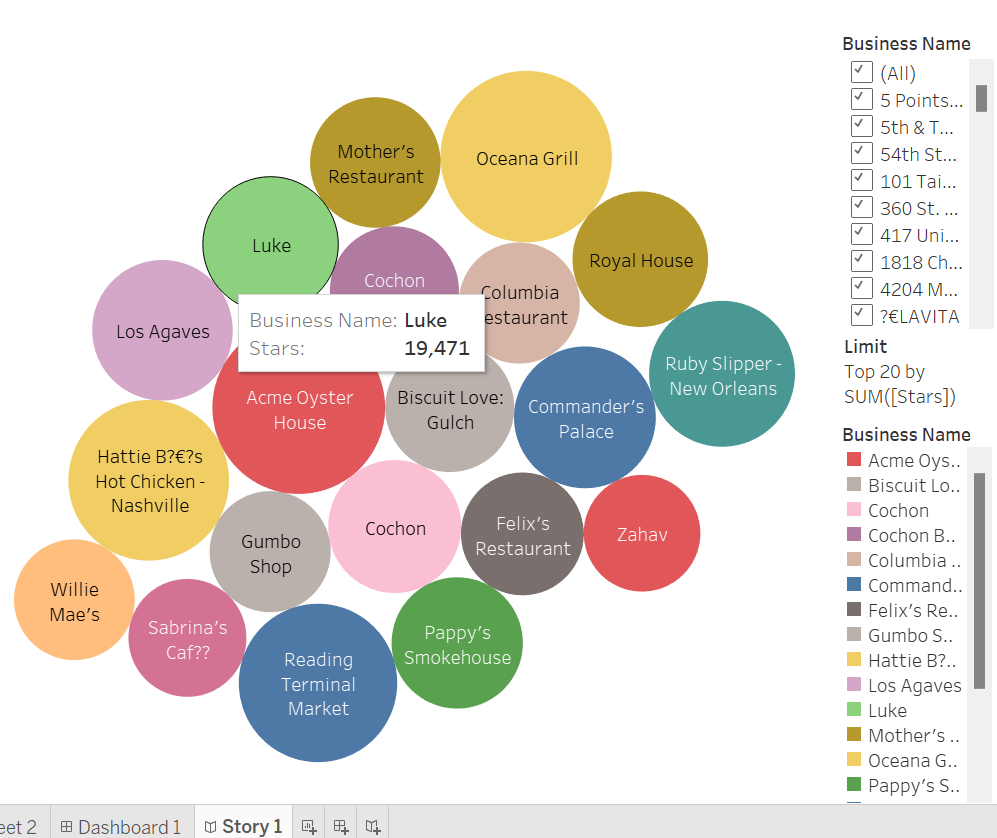 Mother's
Restaurant
Oceana Grill
Luke
Cochon
Royal House
Columbia
estaurant
Los Agaves
Business Name: Luke
Stars: 19,471
Ruby Slipper -
New Orleans
Acme Oyster
House
Biscuit Love:
Gulch
Commander's
Palace
Hattie B?€?s
Hot Chicken -
Nashville
Gumbo
Shop
Cochon
Felix's
Restaurant
Zahav
Willie
Mae's
Sabrina's
Caf??
Reading
Terminal
Market
Pappy's
Smokehouse
Business Name
(All)
5 Points...
5th & T...
54th St...
101 Tai...
360 St. ...
417 Uni...
1818 Ch...
4204 M...
?€LAVITA
Limit
Top 20 by
SUM([Stars])
Business Name
Acme Oys..
Biscuit Lo..
Cochon
Cochon B..
Columbia ..
Command..
Felix's Re..
Gumbo S..
Hattie B?..
Los Agaves
Luke
Mother's ..
Oceana G..
Pappy's S..
eet 2
Dashboard 1
Story 1